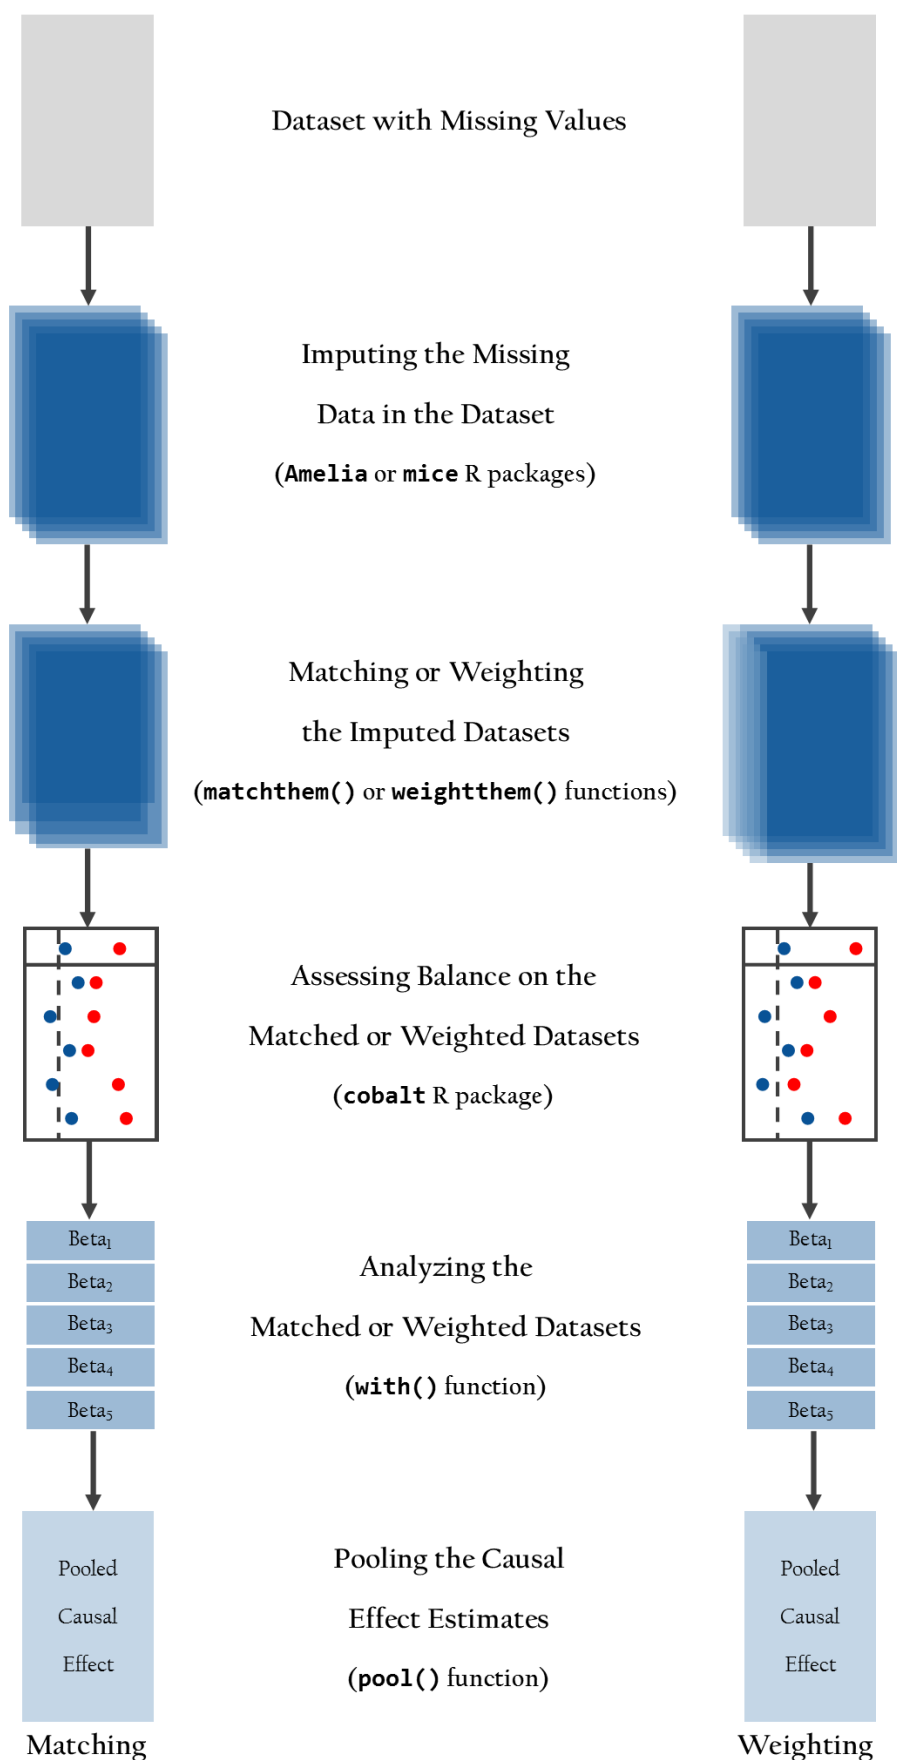 Dataset with Missing Values
Imputing the Missing
Data in the Dataset
(Amelia or mice R packages)
Matching or Weighting
the Imputed Datasets
(matchthem() or weightthem() functions)
Assessing Balance on the
Matched or Weighted Datasets
(cobalt R package)
Beta₁
Beta₂
Beta₃
Beta₄
Beta₅
Analyzing the
Matched or Weighted Datasets
(with() function)
Beta₁
Beta₂
Beta₃
Beta₄
Beta₅
Pooled
Causal
Effect
Pooling the Causal
Effect Estimates
(pool() function)
Pooled
Causal
Effect
Matching
Weighting